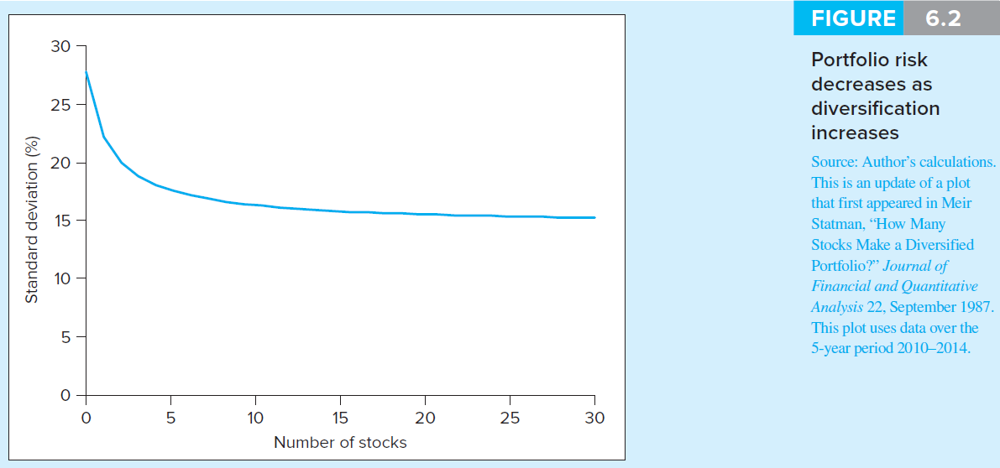 30
25
20
15
10
5
0
Standard deviation (%)
0 5 10 15 20 25 30
Number of stocks
FIGURE 6.2
Portfolio risk
decreases as
diversification
increases
Source: Author’s calculations.
This is an update of a plot
that first appeared in Meir
Statman, “How Many
Stocks Make a Diversified
Portfolio?” Journal of
Financial and Quantitative
Analysis 22, September 1987.
This plot uses data over the
5-year period 2010–2014.